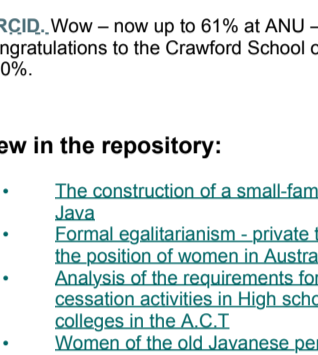 RCID. Wow – now up to 61% at ANU –
ngratulations to the Crawford School o
0%.
ew in the repository:
• The construction of a small-fam
Java
• Formal egalitarianism - private t
the position of women in Austra
• Analysis of the requirements for
cessation activities in High scho
colleges in the A.C.T
• Women of the old Javanese per